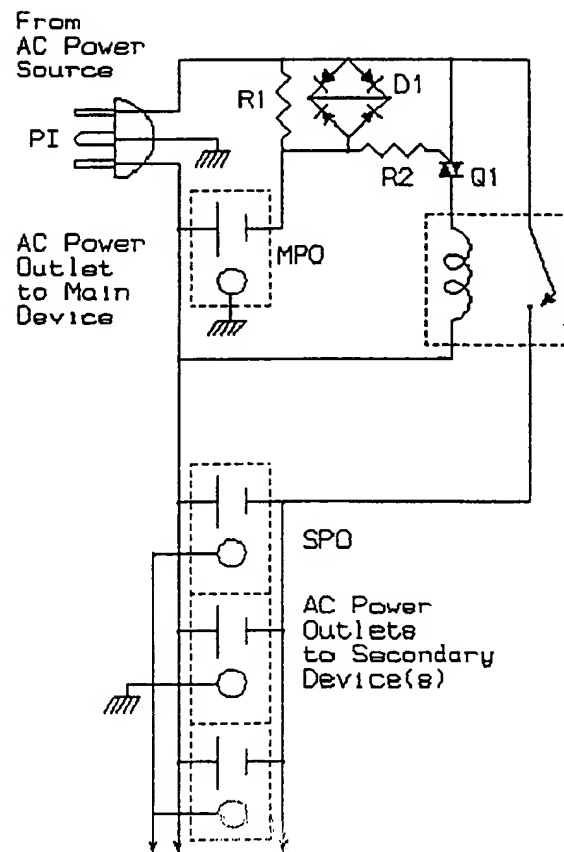 From
AC Power
Source
D1
R1
PI
R2
Q1
AC Power
Outlet
to Main
Device
MPO
SPO
AC Power
Outlets
to Secondary
Device(s)